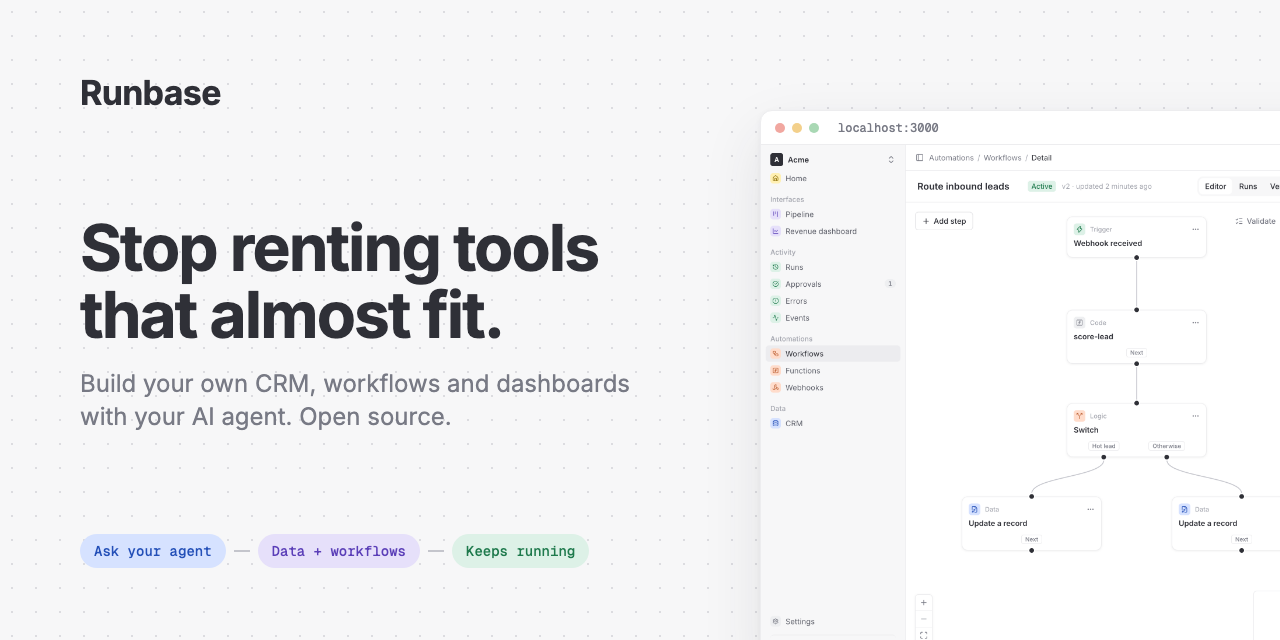 Runbase
Stop renting tools
that almost fit.
Build your own CRM, workflows and dashboards
with your AI agent. Open source.
Ask your agent
Data + workflows
Keeps running
localhost:3000
A Acme
Home
Interfaces
Pipeline
Revenue dashboard
Activity
Runs
Approvals 1
Errors
Events
Automations
Workflows
Functions
Webhooks
Data
CRM
Settings
Automations / Workflows / Detail
Route inbound leads Active v2 · updated 2 minutes ago Editor Runs Ve
+ Add step
Validate
Trigger
Webhook received
Code
score-lead
Next
Logic
Switch
Hot lead Otherwise
Data
Update a record
Next
Data
Update a record
Next